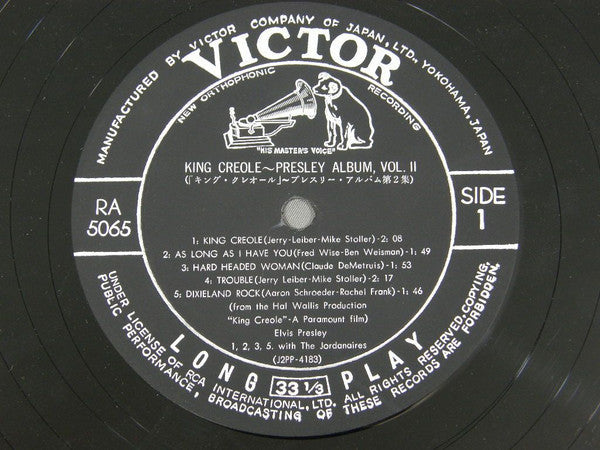 MANUFACTURED BY VICTOR COMPANY OF JAPAN, LTD., YOKOHAMA, JAPAN
VICTOR
NEW ORTHOPHONIC RECORDING
"HIS MASTER'S VOICE"
KING CREOLE~PRESLEY ALBUM, VOL. II
(「キング・クレオール」~プレスリー・アルバム第2集)
RA
5065
SIDE
1
1: KING CREOLE(Jerry-Leiber-Mike Stoller)-2: 08
2: AS LONG AS I HAVE YOU(Fred Wise-Ben Weisman)-1: 49
3: HARD HEADED WOMAN(Claude DeMetruis)-1: 53
4: TROUBLE(Jerry Leiber-Mike Stoller)-2: 17
5: DIXIELAND ROCK(Aaron Schroeder-Rachel Frank)-1: 46
(from the Hal Wallis Production
"King Creole"-A Paramount film)
Elvis Presley
1, 2, 3, 5. with The Jordanaires
(J2PP-4183)
LONG 33 1/3 PLAY
UNDER LICENSE OF RCA INTERNATIONAL, LTD. ALL RIGHTS RESERVED,COPYING,
PUBLIC PERFORMANCE, BROADCASTING OF THESE RECORDS ARE FORBIDDEN.